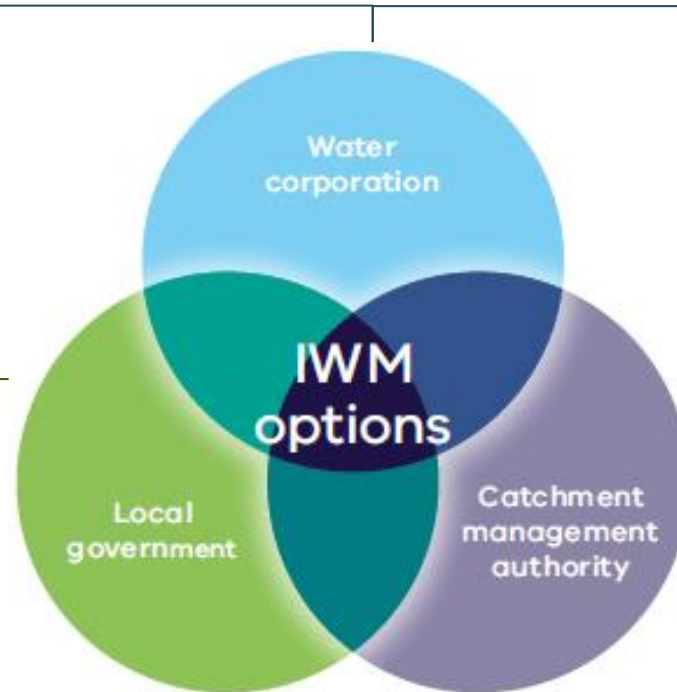 Water
corporation
IWM
options
Local
government
Catchment
management
authority